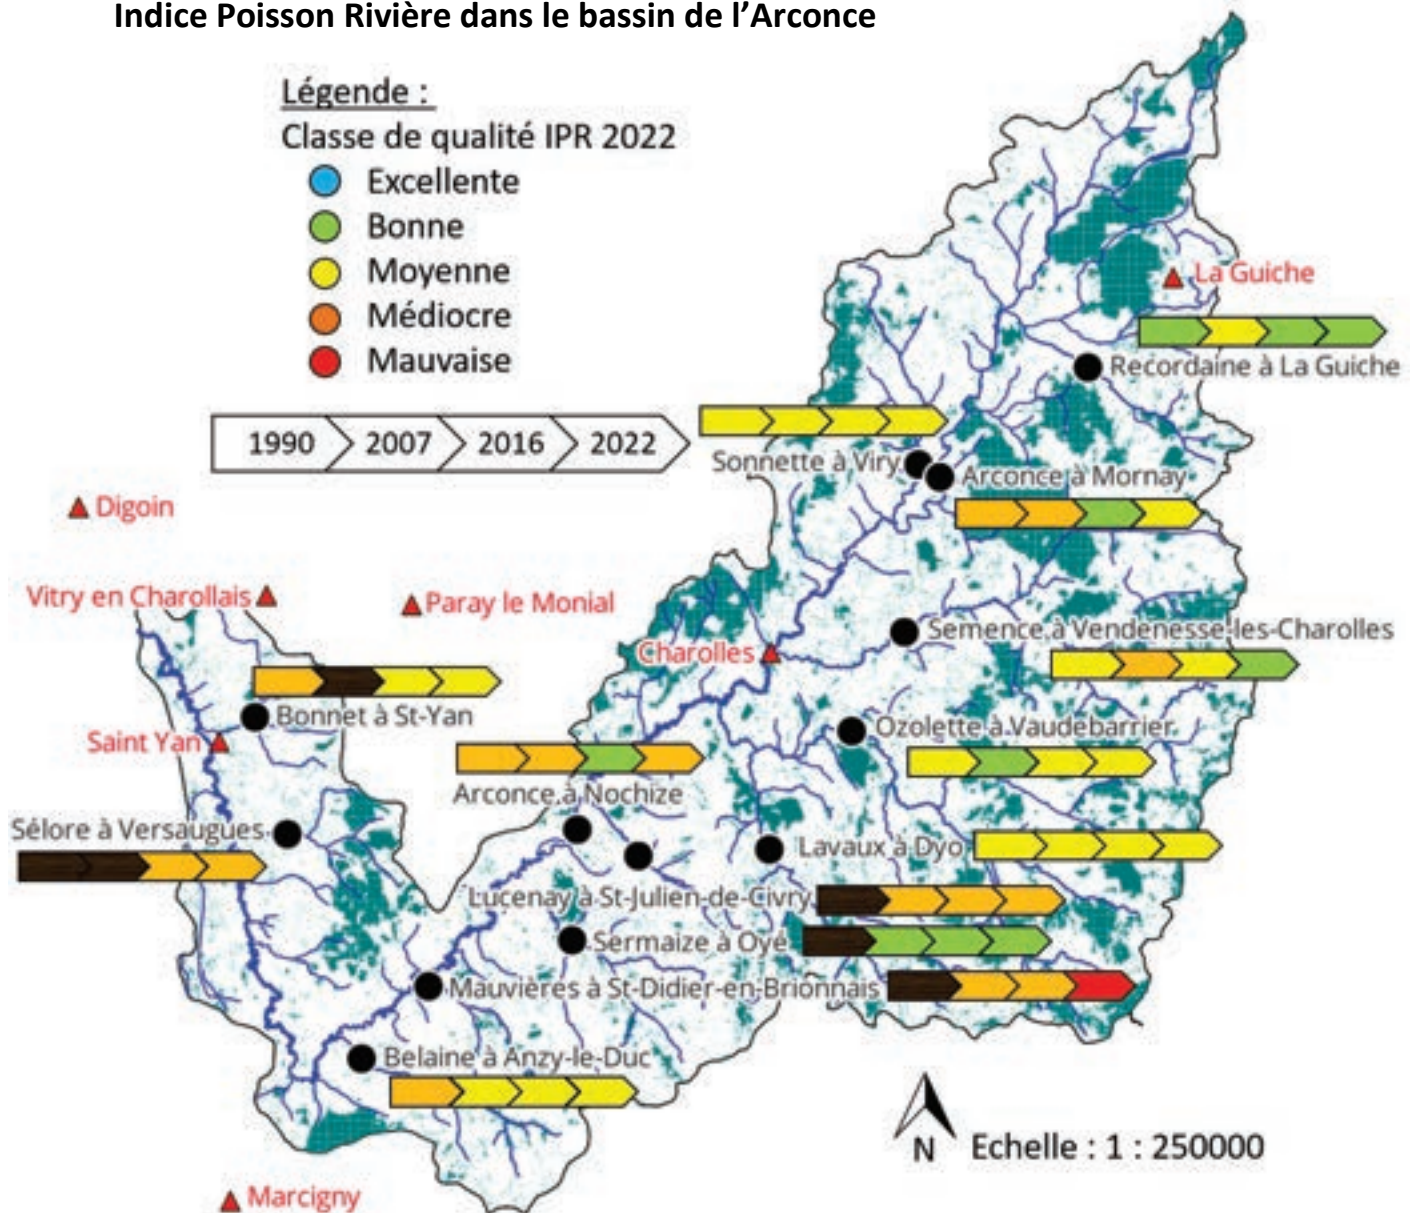 Indice Poisson Rivière dans le bassin de l’Arconce
Légende :
Classe de qualité IPR 2022
Excellente
Bonne
Moyenne
Médiocre
Mauvaise
1990 2007 2016 2022
La Guiche
Recordaine à La Guiche
Sonnette à Viry
Arconce à Mornay
Digoin
Vitry en Charollais
Paray le Monial
Charolles
Semence à Vendenesse-les-Charolles
Bonnet à St-Yan
Saint Yan
Ozolette à Vaudebarrier
Arconce à Nochize
Sélore à Versaugues
Lavaux à Dyo
Lucenay à St-Julien-de-Civry
Sermaize à Oyé
Mauvières à St-Didier-en-Brionnais
Belaine à Anzy-le-Duc
N Echelle : 1 : 250000
Marcigny